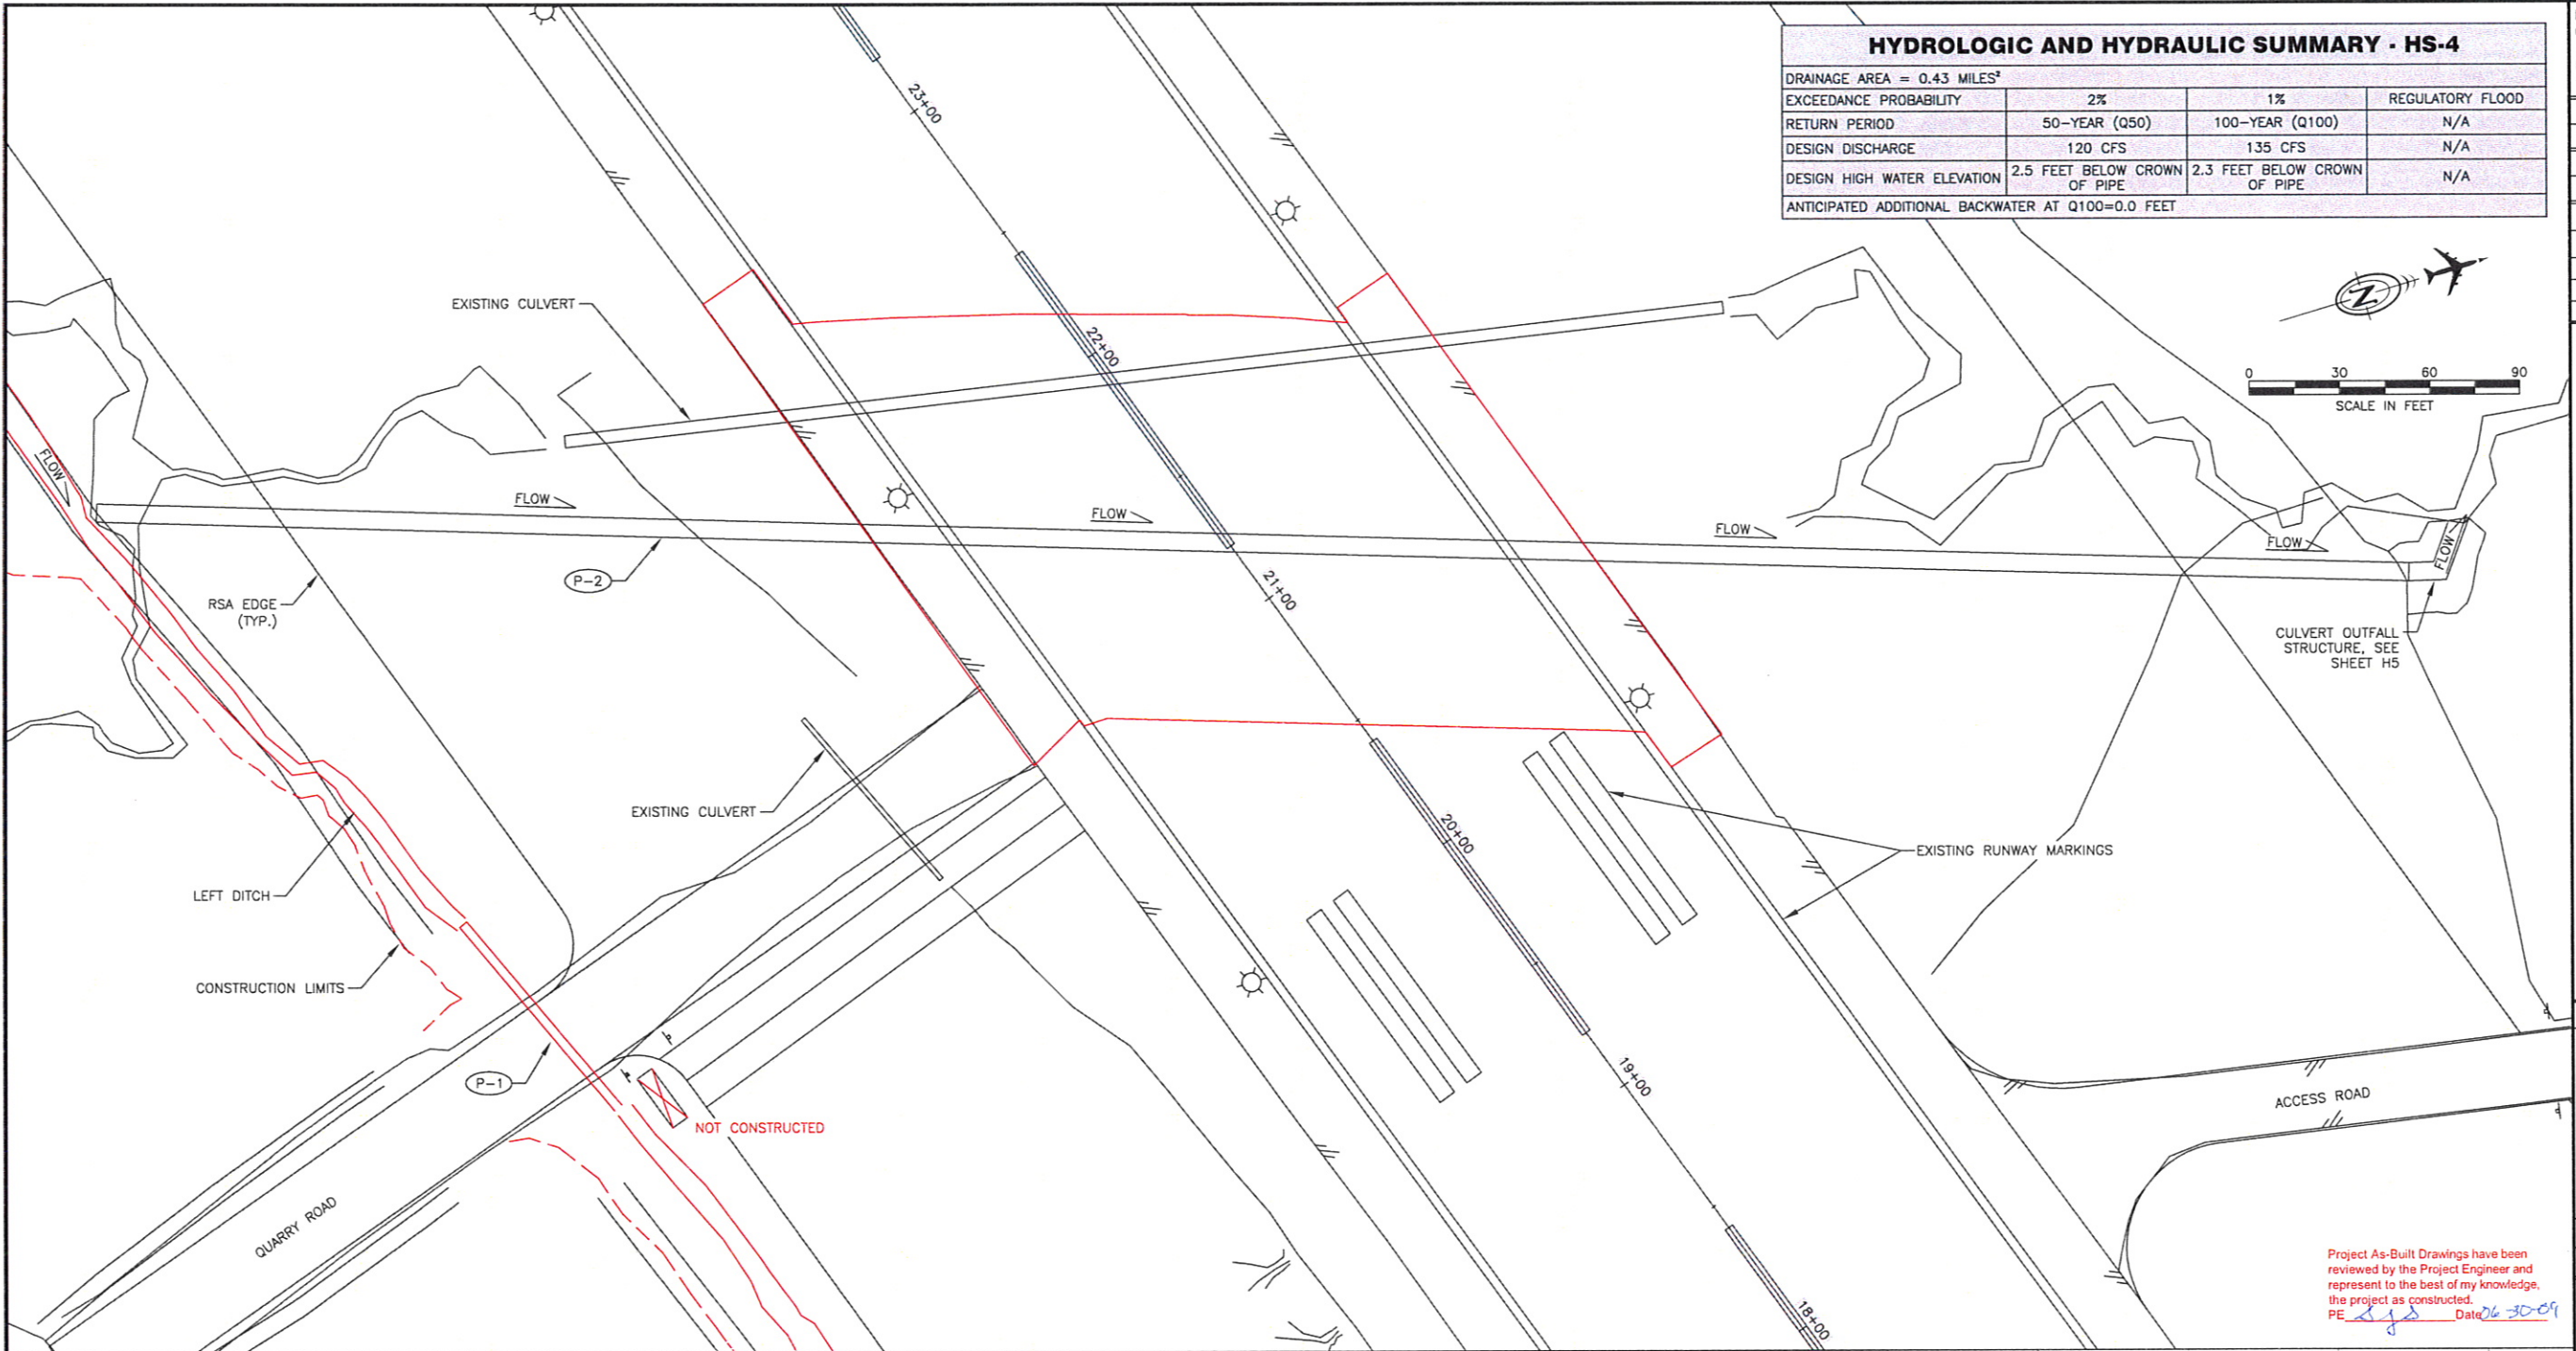 HYDROLOGIC AND HYDRAULIC SUMMARY - HS-4
DRAINAGE AREA = 0.43 MILES²
EXCEEDANCE PROBABILITY 2% 1% REGULATORY FLOOD
RETURN PERIOD 50-YEAR (Q50) 100-YEAR (Q100) N/A
DESIGN DISCHARGE 120 CFS 135 CFS N/A
DESIGN HIGH WATER ELEVATION 2.5 FEET BELOW CROWN OF PIPE 2.3 FEET BELOW CROWN OF PIPE N/A
ANTICIPATED ADDITIONAL BACKWATER AT Q100=0.0 FEET
23+00
N
EXISTING CULVERT
22+00
0 30 60 90
SCALE IN FEET
FLOW
FLOW
FLOW
FLOW
FLOW
FLOW
P-2
21+00
RSA EDGE
(TYP.)
CULVERT OUTFALL
STRUCTURE, SEE
SHEET H5
EXISTING CULVERT
20+00
EXISTING RUNWAY MARKINGS
LEFT DITCH
CONSTRUCTION LIMITS
P-1
19+00
NOT CONSTRUCTED
ACCESS ROAD
QUARRY ROAD
18+00
Project As-Built Drawings have been
reviewed by the Project Engineer and
represent to the best of my knowledge,
the project as constructed.
PE SJS Date 06-30-09